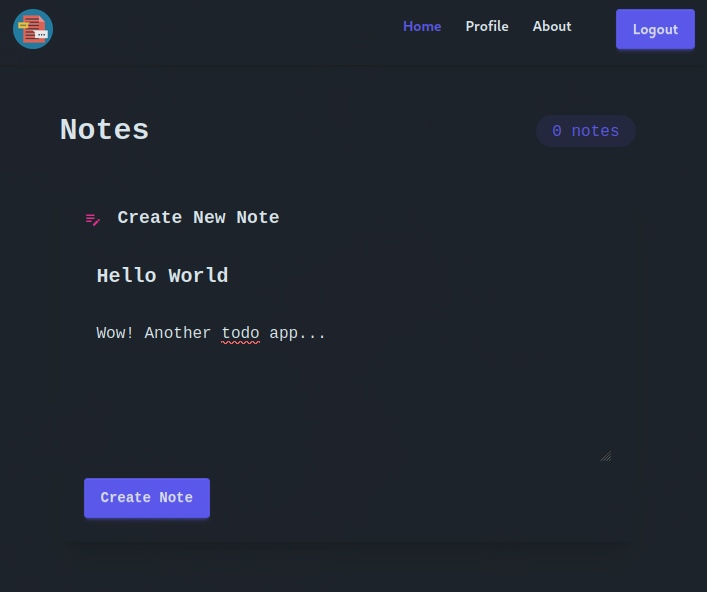 Home Profile About Logout
Notes 0 notes
Create New Note
Hello World
Wow! Another todo app...
Create Note